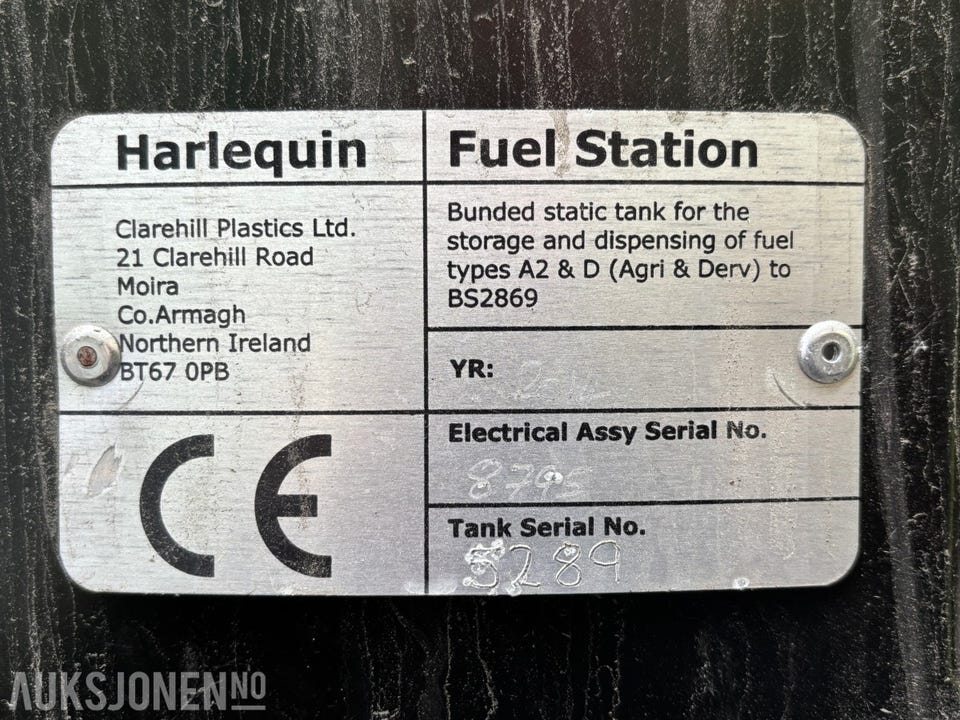 Harlequin
Clarehill Plastics Ltd.
21 Clarehill Road
Moira
Co.Armagh
Northern Ireland
BT67 0PB
CE
Fuel Station
Bunded static tank for the
storage and dispensing of fuel
types A2 & D (Agri & Derv) to
BS2869
YR:
Electrical Assy Serial No.
8795
Tank Serial No.
5289
AUKSJONEN NO